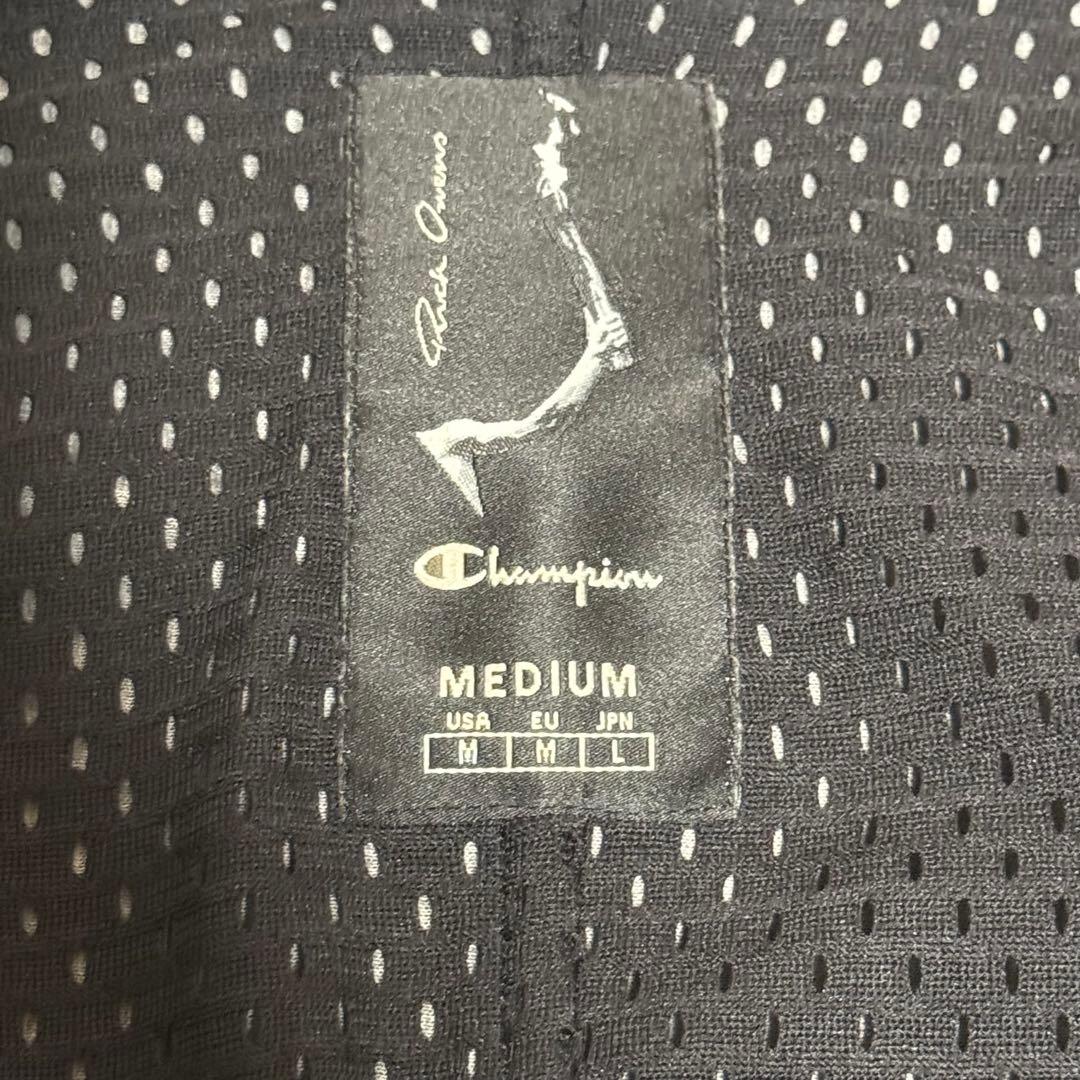 Rick Owens
Champion
MEDIUM
USA EU JPN
M M L